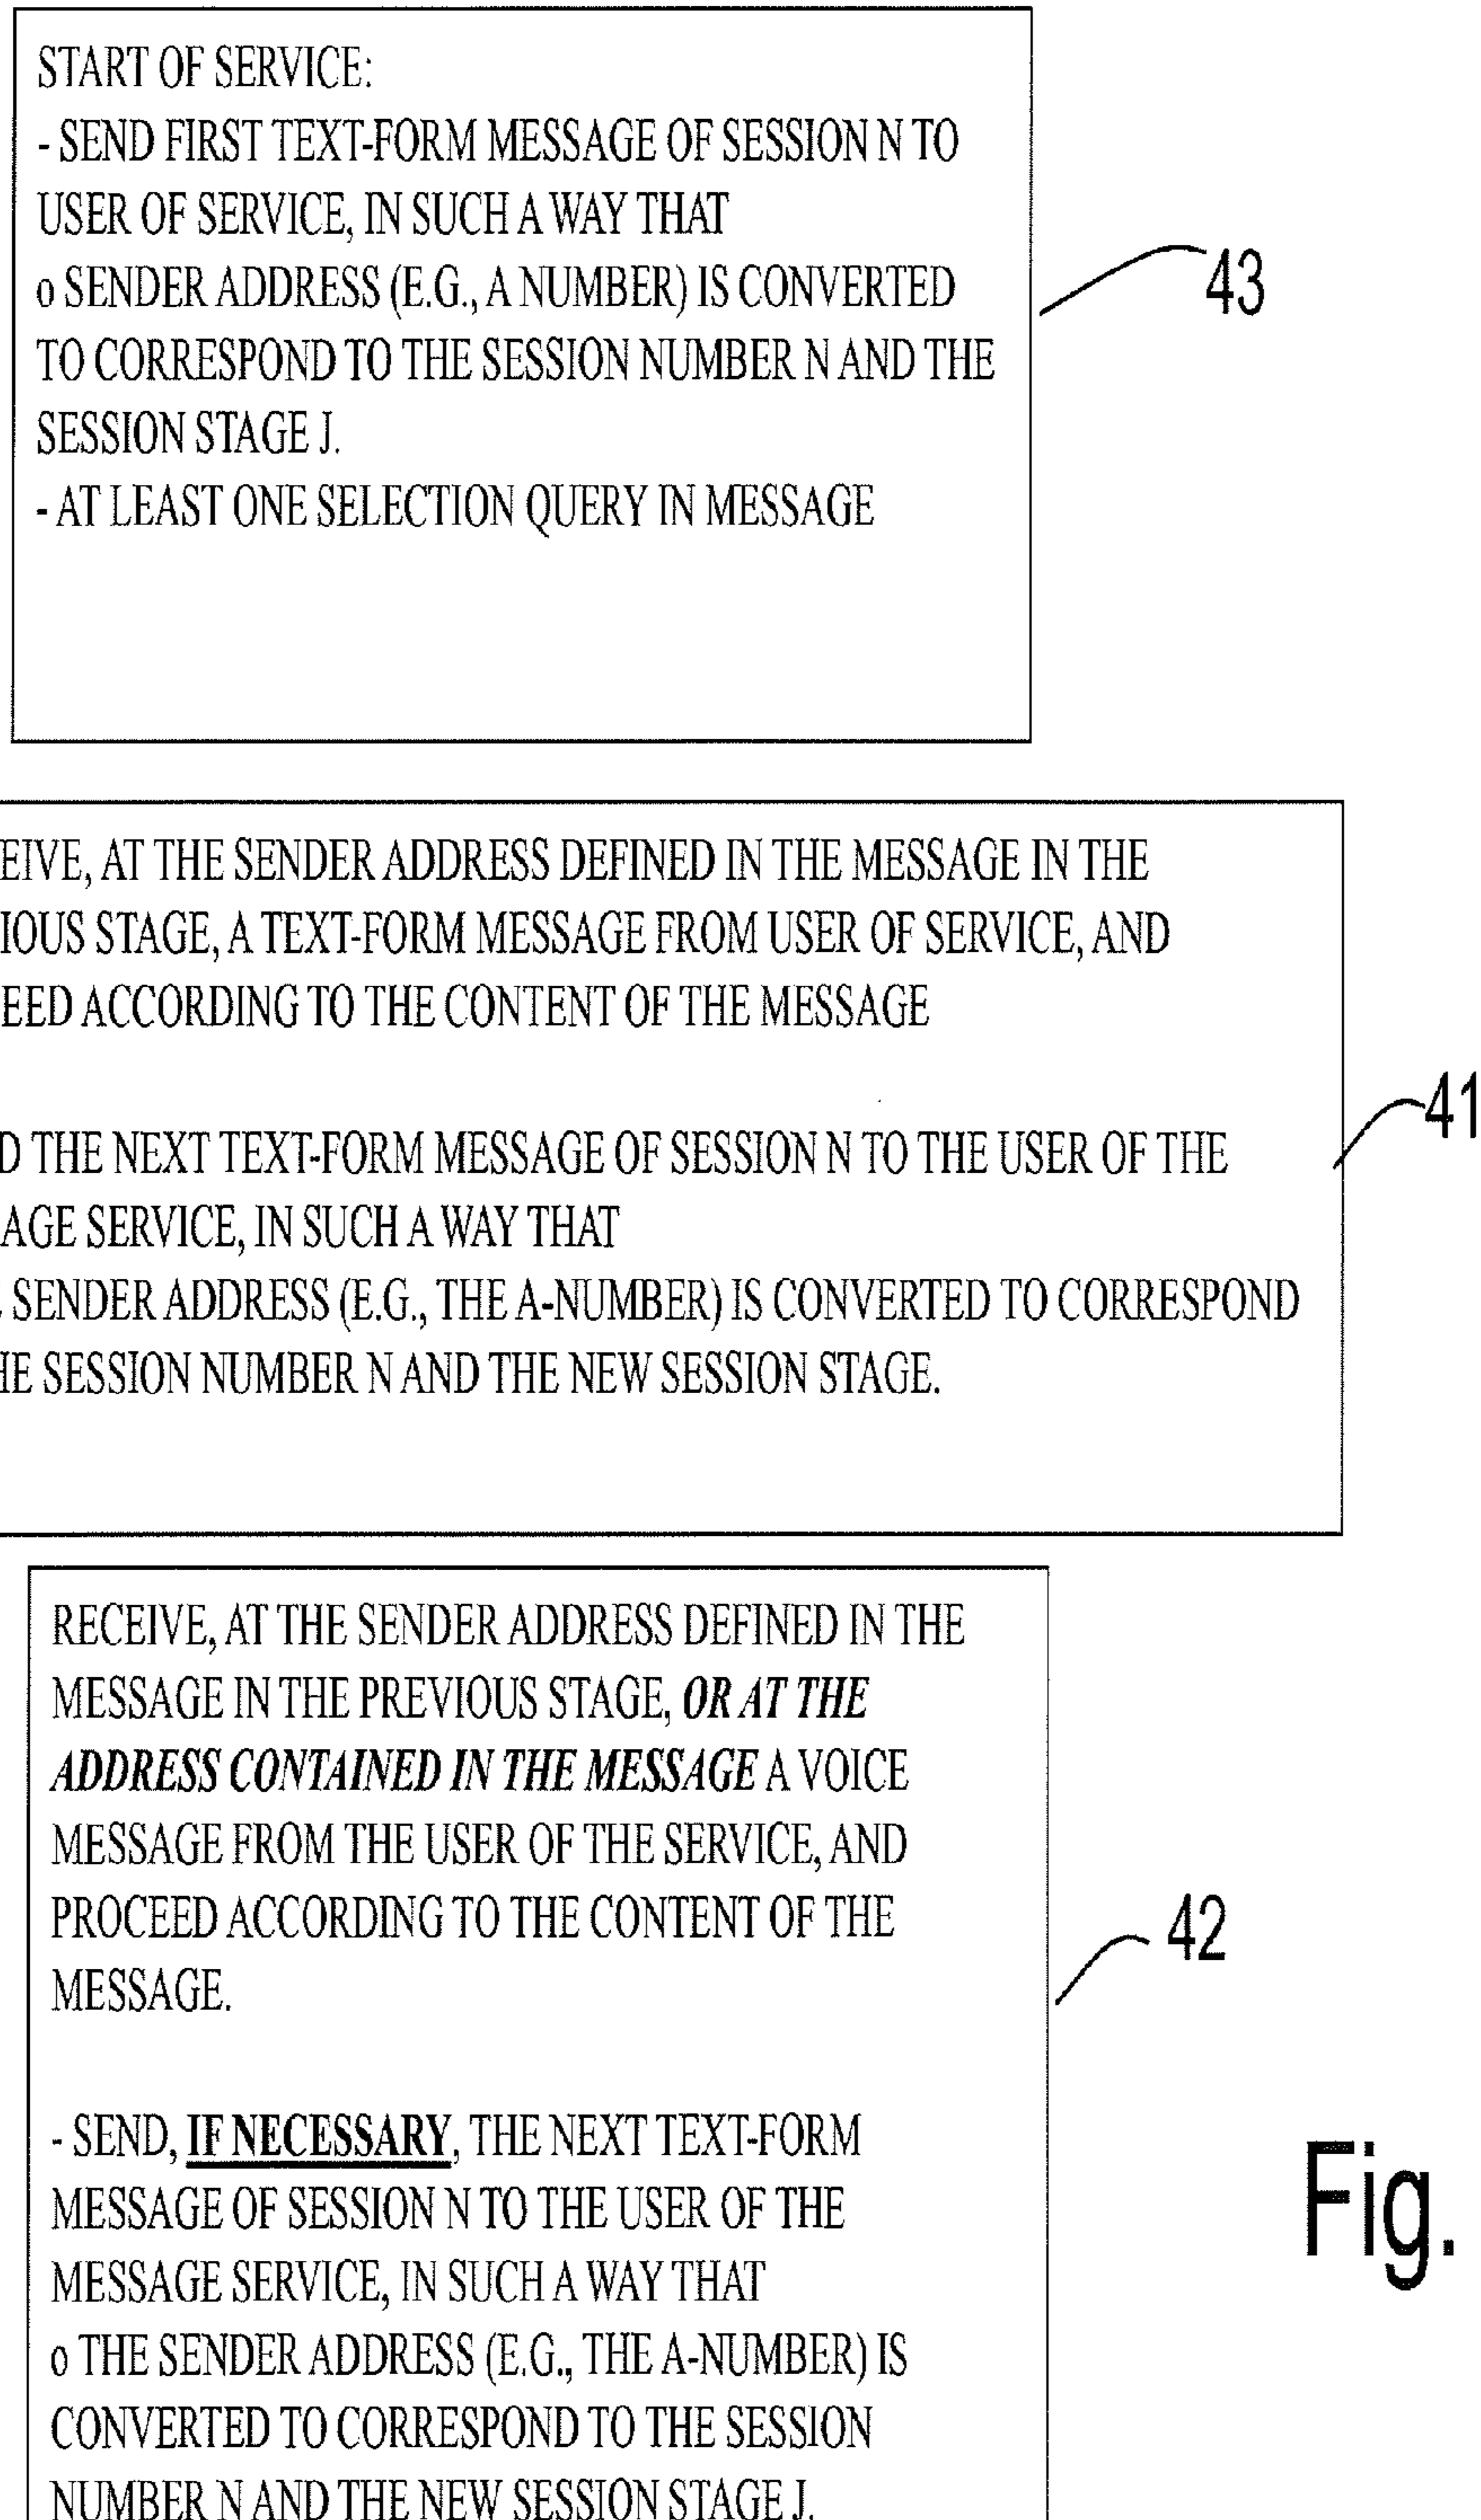 START OF SERVICE:
- SEND FIRST TEXT-FORM MESSAGE OF SESSION N TO
USER OF SERVICE, IN SUCH A WAY THAT
o SENDER ADDRESS (E.G., A NUMBER) IS CONVERTED
TO CORRESPOND TO THE SESSION NUMBER N AND THE
SESSION STAGE J.
- AT LEAST ONE SELECTION QUERY IN MESSAGE
43
EIVE, AT THE SENDER ADDRESS DEFINED IN THE MESSAGE IN THE
IOUS STAGE, A TEXT-FORM MESSAGE FROM USER OF SERVICE, AND
EED ACCORDING TO THE CONTENT OF THE MESSAGE
D THE NEXT TEXT-FORM MESSAGE OF SESSION N TO THE USER OF THE
AGE SERVICE, IN SUCH A WAY THAT
SENDER ADDRESS (E.G., THE A-NUMBER) IS CONVERTED TO CORRESPOND
HE SESSION NUMBER N AND THE NEW SESSION STAGE.
41
RECEIVE, AT THE SENDER ADDRESS DEFINED IN THE
MESSAGE IN THE PREVIOUS STAGE, OR AT THE
ADDRESS CONTAINED IN THE MESSAGE A VOICE
MESSAGE FROM THE USER OF THE SERVICE, AND
PROCEED ACCORDING TO THE CONTENT OF THE
MESSAGE.
- SEND, IF NECESSARY, THE NEXT TEXT-FORM
MESSAGE OF SESSION N TO THE USER OF THE
MESSAGE SERVICE, IN SUCH A WAY THAT
o THE SENDER ADDRESS (E.G., THE A-NUMBER) IS
CONVERTED TO CORRESPOND TO THE SESSION
NUMBER N AND THE NEW SESSION STAGE J.
42
Fig.